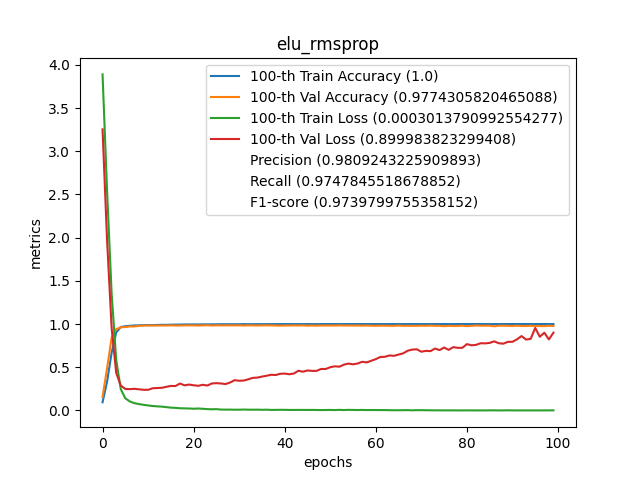 elu_rmsprop
100-th Train Accuracy (1.0)
100-th Val Accuracy (0.9774305820465088)
100-th Train Loss (0.0003013790992554277)
100-th Val Loss (0.899983823299408)
Precision (0.9809243225909893)
Recall (0.9747845518678852)
F1-score (0.9739799755358152)
metrics
4.0
3.5
3.0
2.5
2.0
1.5
1.0
0.5
0.0
0 20 40 60 80 100
epochs